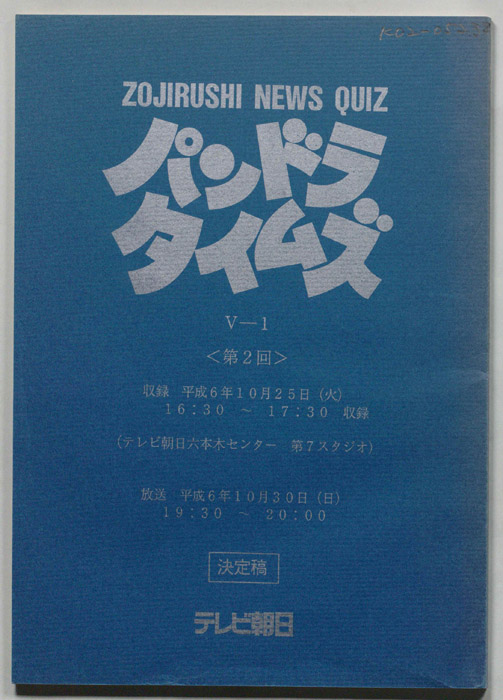 ZOJIRUSHI NEWS QUIZ
パンドラ
タイムズ
V—1
＜第2回＞
収録 平成6年10月25日（火）
16:30 ～ 17:30 収録
（テレビ朝日六本木センター 第7スタジオ）
放送 平成6年10月30日（日）
19:30 ～ 20:00
決定稿
テレビ朝日